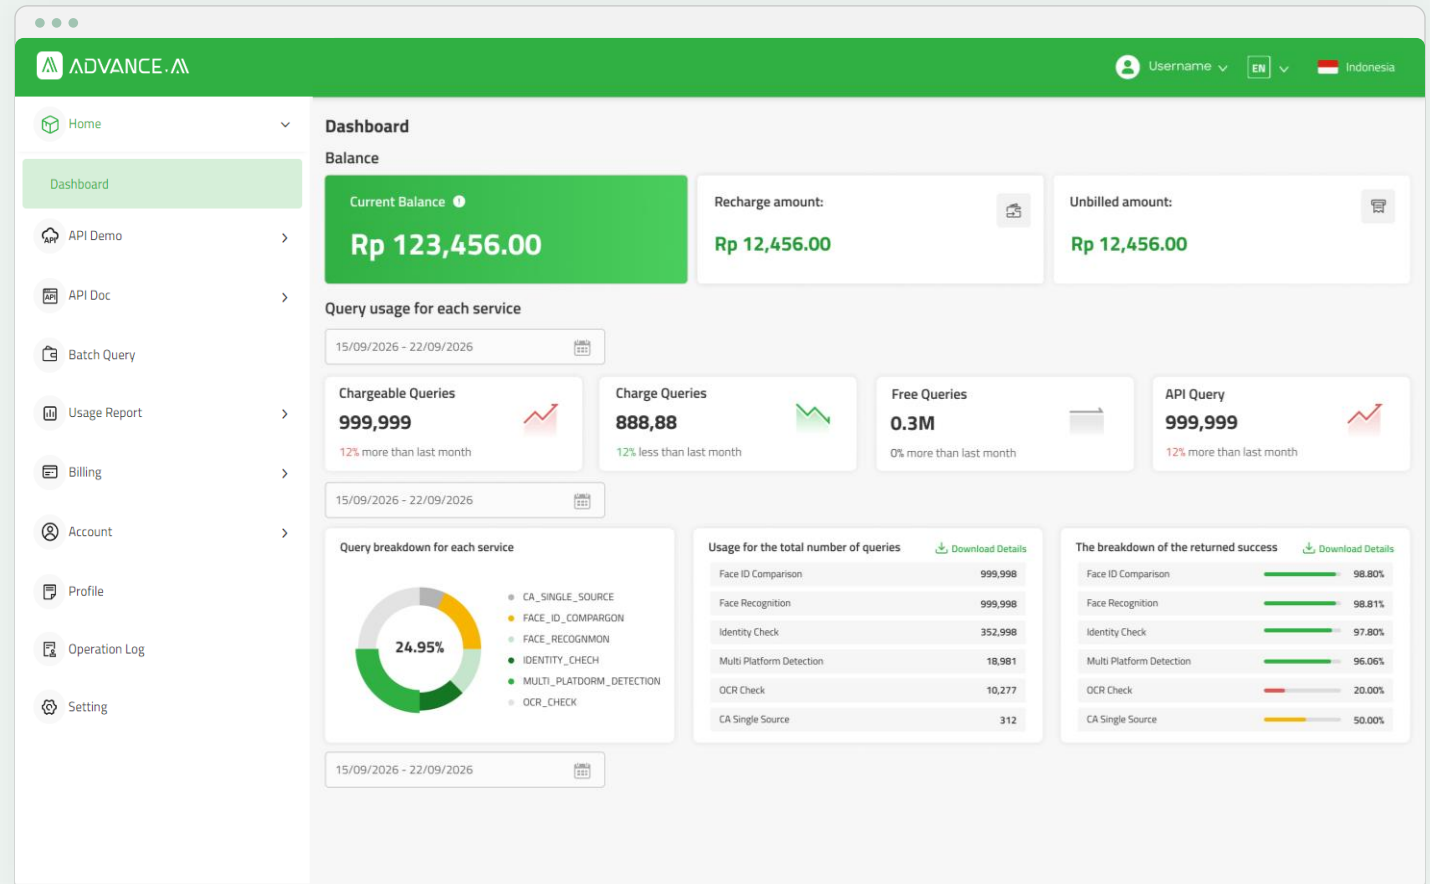 ADVANCE.AI
Username
EN
Indonesia
Home
Dashboard
API Demo
API Doc
Batch Query
Usage Report
Billing
Account
Profile
Operation Log
Setting
Dashboard
Balance
Current Balance
Rp 123,456.00
Recharge amount:
Rp 12,456.00
Unbilled amount:
Rp 12,456.00
Query usage for each service
15/09/2026 - 22/09/2026
Chargeable Queries
999,999
12% more than last month
Charge Queries
888,88
12% less than last month
Free Queries
0.3M
0% more than last month
API Query
999,999
12% more than last month
15/09/2026 - 22/09/2026
Query breakdown for each service
24.95%
CA_SINGLE_SOURCE
FACE_ID_COMPARGON
FACE_RECOGNMON
IDENTITY_CHECH
MULTI_PLATDORM_DETECTION
OCR_CHECK
Usage for the total number of queries
Download Details
Face ID Comparison 999,998
Face Recognition 999,998
Identity Check 352,998
Multi Platform Detection 18,981
OCR Check 10,277
CA Single Source 312
The breakdown of the returned success
Download Details
Face ID Comparison 98.80%
Face Recognition 98.81%
Identity Check 97.80%
Multi Platform Detection 96.06%
OCR Check 20.00%
CA Single Source 50.00%
15/09/2026 - 22/09/2026